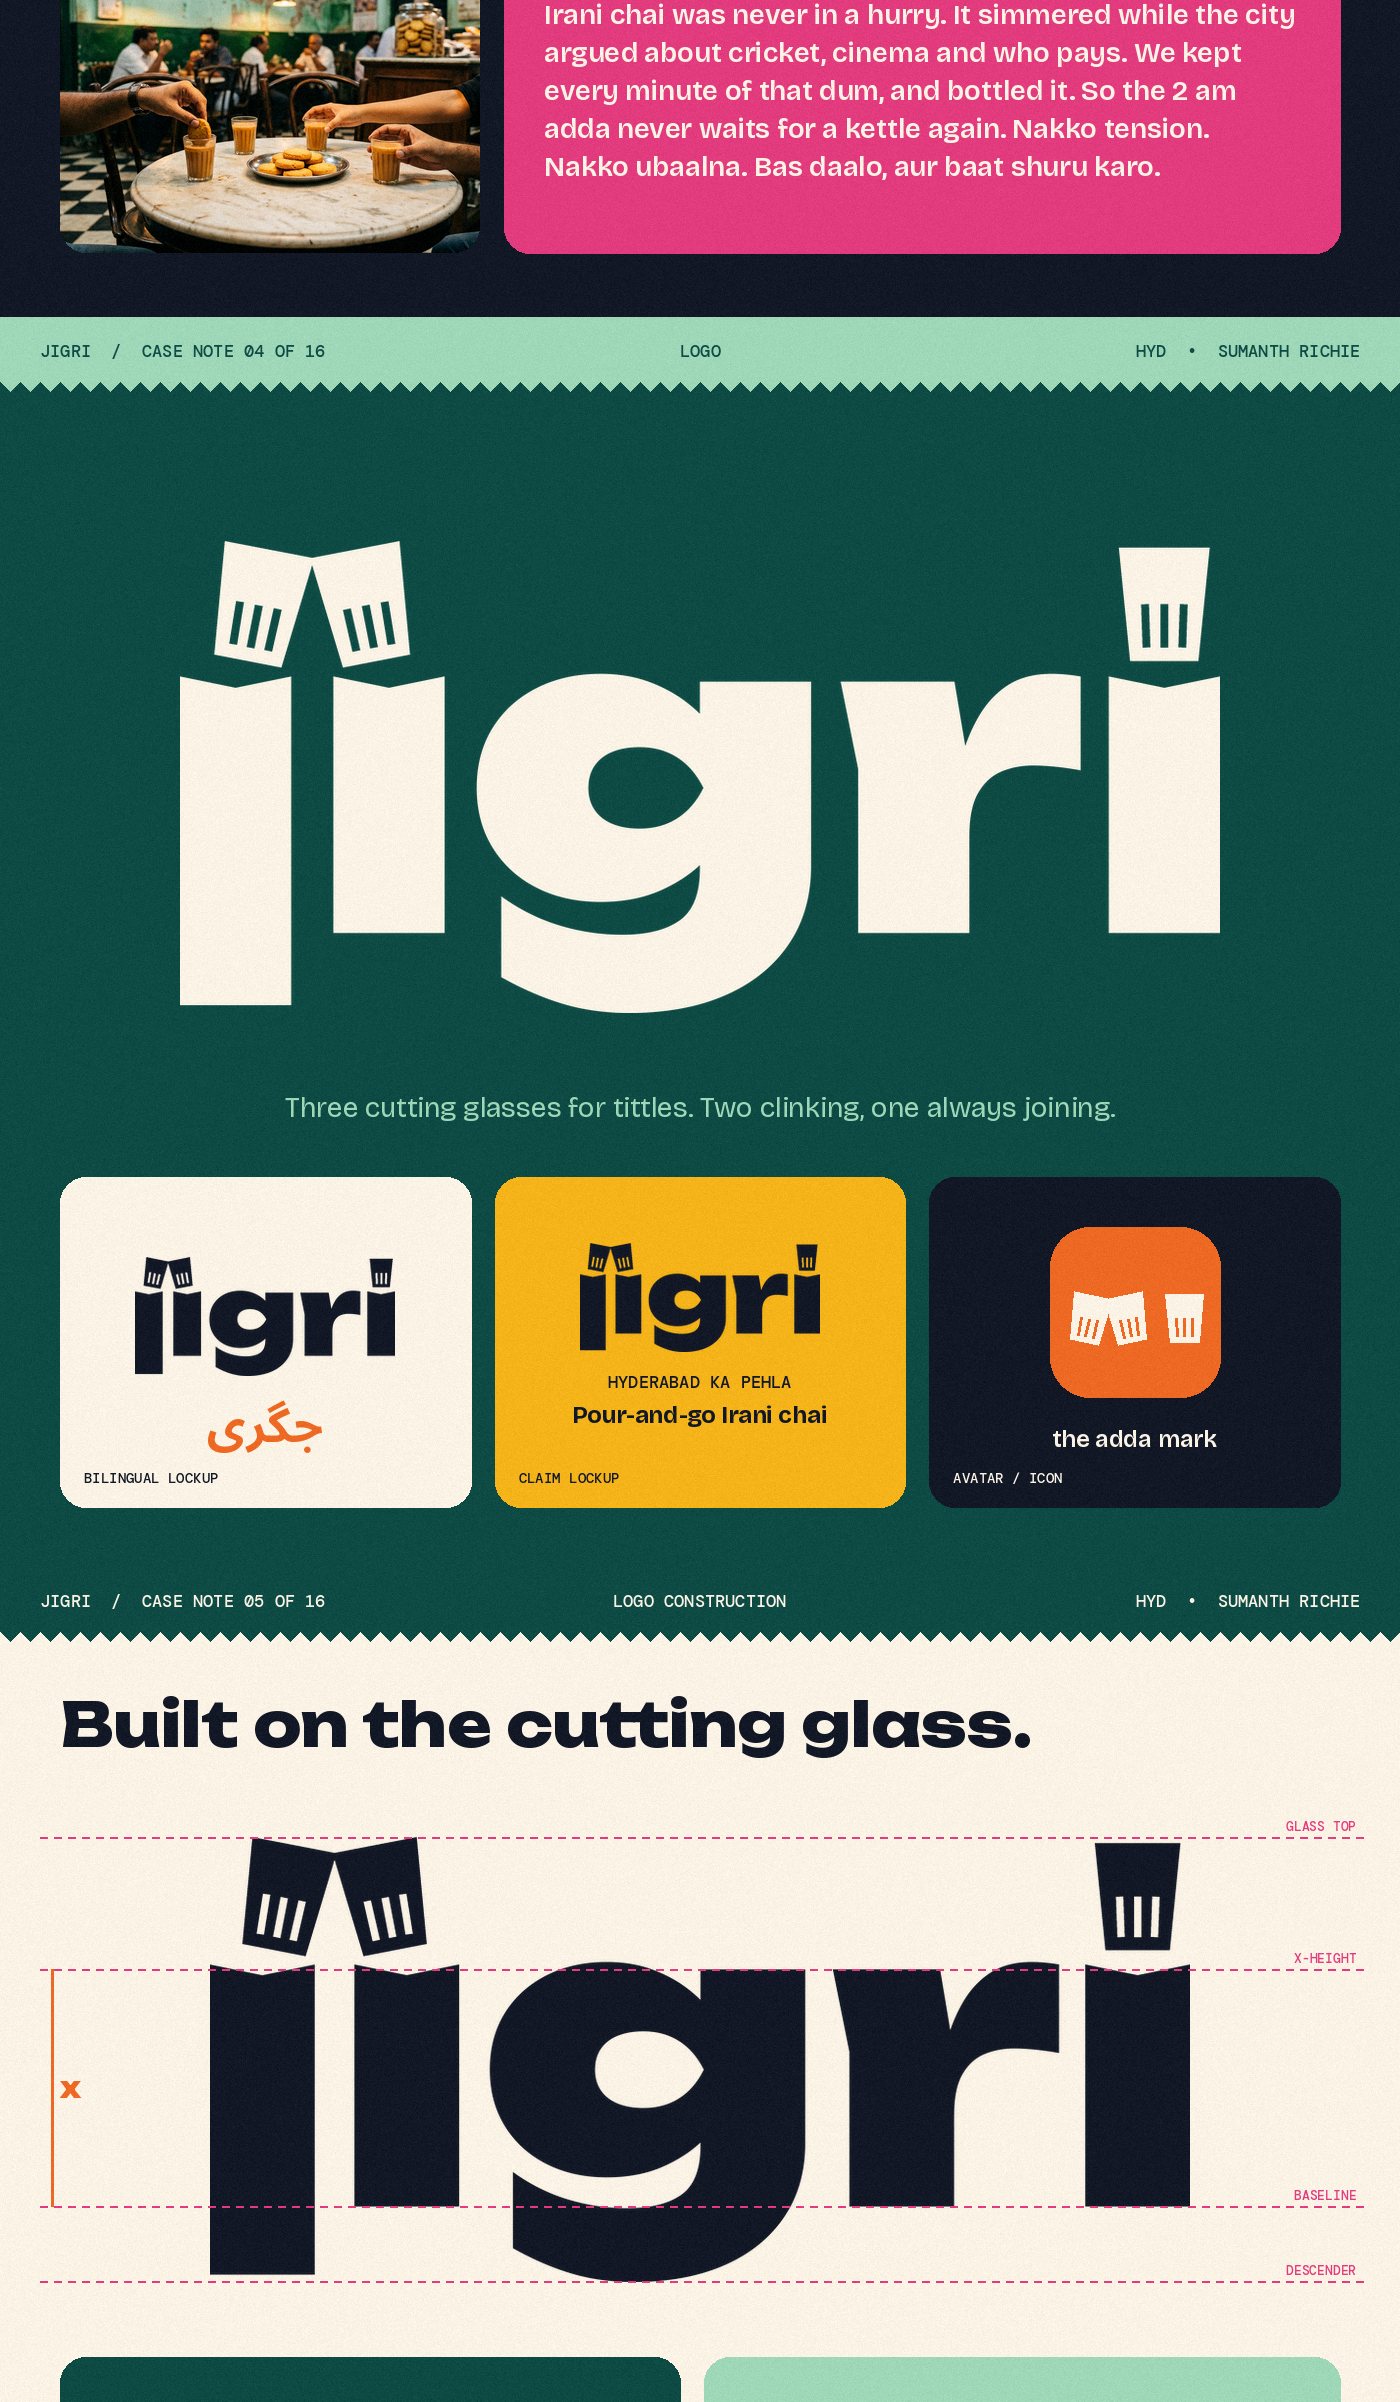 Irani chai was never in a hurry. It simmered while the city
argued about cricket, cinema and who pays. We kept
every minute of that dum, and bottled it. So the 2 am
adda never waits for a kettle again. Nakko tension.
Nakko ubaalna. Bas daalo, aur baat shuru karo.
JIGRI / CASE NOTE 04 OF 16
LOGO
HYD • SUMANTH RICHIE
jigri
Three cutting glasses for tittles. Two clinking, one always joining.
jigri
جگری
BILINGUAL LOCKUP
jigri
HYDERABAD KA PEHLA
Pour-and-go Irani chai
CLAIM LOCKUP
the adda mark
AVATAR / ICON
JIGRI / CASE NOTE 05 OF 16
LOGO CONSTRUCTION
HYD • SUMANTH RICHIE
Built on the cutting glass.
GLASS TOP
jigri
X-HEIGHT
x
BASELINE
DESCENDER